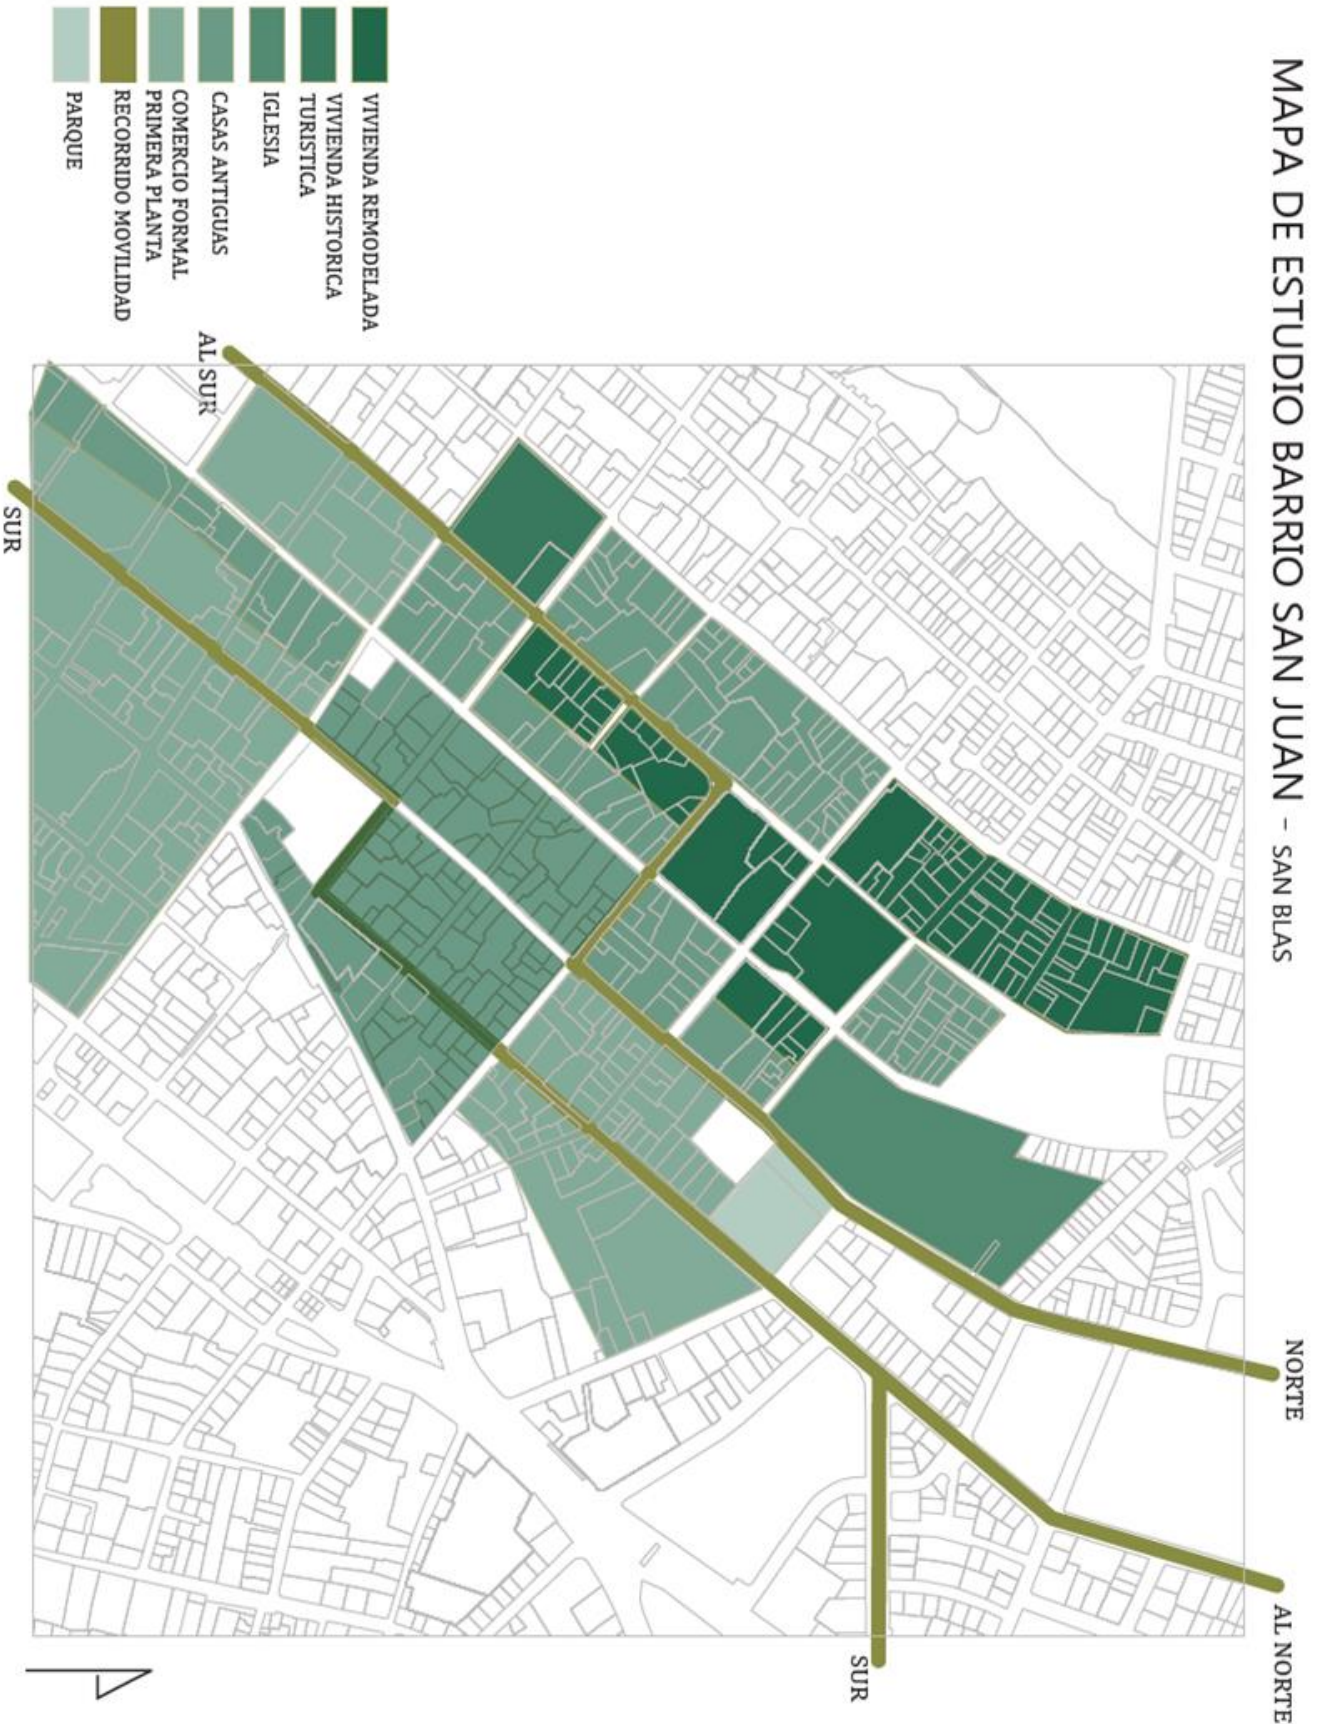 MAPA DE ESTUDIO BARRIO SAN JUAN – SAN BLAS
NORTE
AL NORTE
SUR
AL SUR
SUR
VIVIENDA REMODELADA
VIVIENDA HISTORICA
TURISTICA
IGLESIA
CASAS ANTIGUAS
COMERCIO FORMAL
PRIMERA PLANTA
RECORRIDO MOVILIDAD
PARQUE